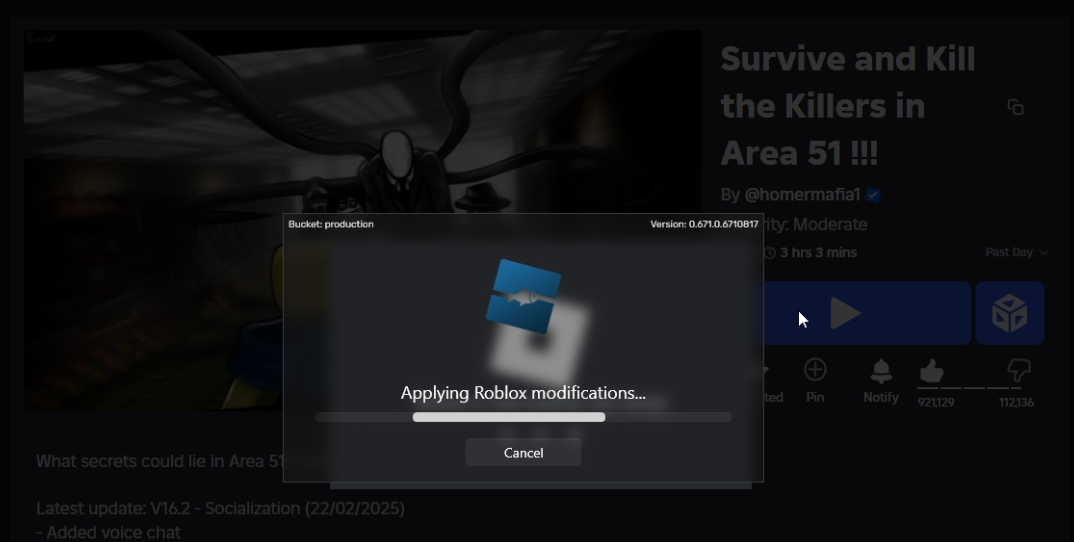 Survive and Kill
the Killers in
Area 51 !!!
By @homermafia1
Bucket: production
Version: 0.671.0.6710817
rity: Moderate
3 hrs 3 mins
Past Day
Applying Roblox modifications...
Cancel
ted
Pin
Notify
921,129
112,136
What secrets could lie in Area 51
Latest update: V16.2 - Socialization (22/02/2025)
- Added voice chat